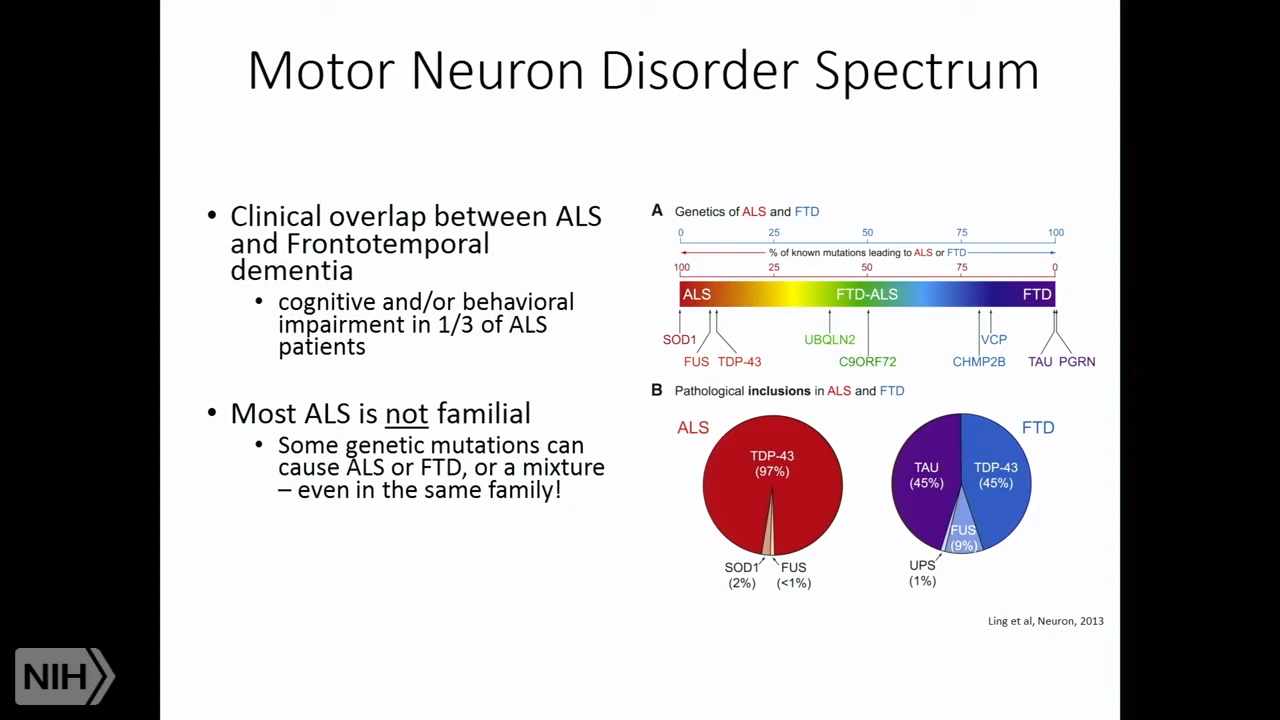 Motor Neuron Disorder Spectrum
• Clinical overlap between ALS
and Frontotemporal
dementia
• cognitive and/or behavioral
impairment in 1/3 of ALS
patients
• Most ALS is not familial
• Some genetic mutations can
cause ALS or FTD, or a mixture
– even in the same family!
A Genetics of ALS and FTD
0 25 50 75 100
% of known mutations leading to ALS or FTD
100 25 50 75 0
ALS FTD-ALS FTD
SOD1 UBQLN2 VCP
FUS TDP-43 C9ORF72 CHMP2B TAU PGRN
B Pathological inclusions in ALS and FTD
ALS
TDP-43
(97%)
SOD1 FUS
(2%) (<1%)
FTD
TAU
(45%)
TDP-43
(45%)
FUS
(9%)
UPS
(1%)
Ling et al, Neuron, 2013
NIH